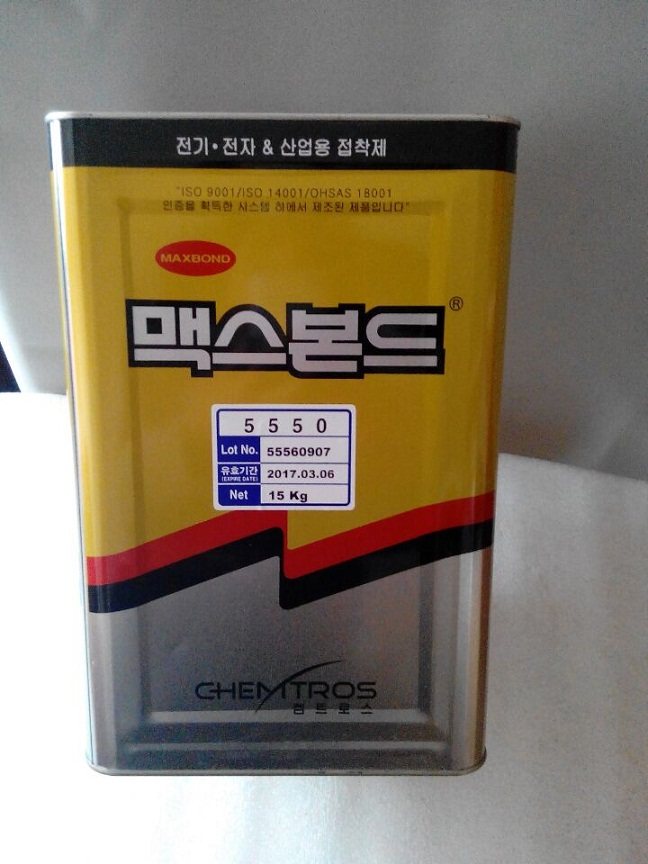 전기·전자 & 산업용 접착제
"ISO 9001/ISO 14001/OHSAS 18001
인증을 획득한 시스템 하에서 제조된 제품입니다"
MAXBOND
맥스본드®
5550
Lot No. 55560907
유효기간 (EXPIRE DATE) 2017.03.06
Net 15 Kg
CHEMTROS
켐트로스